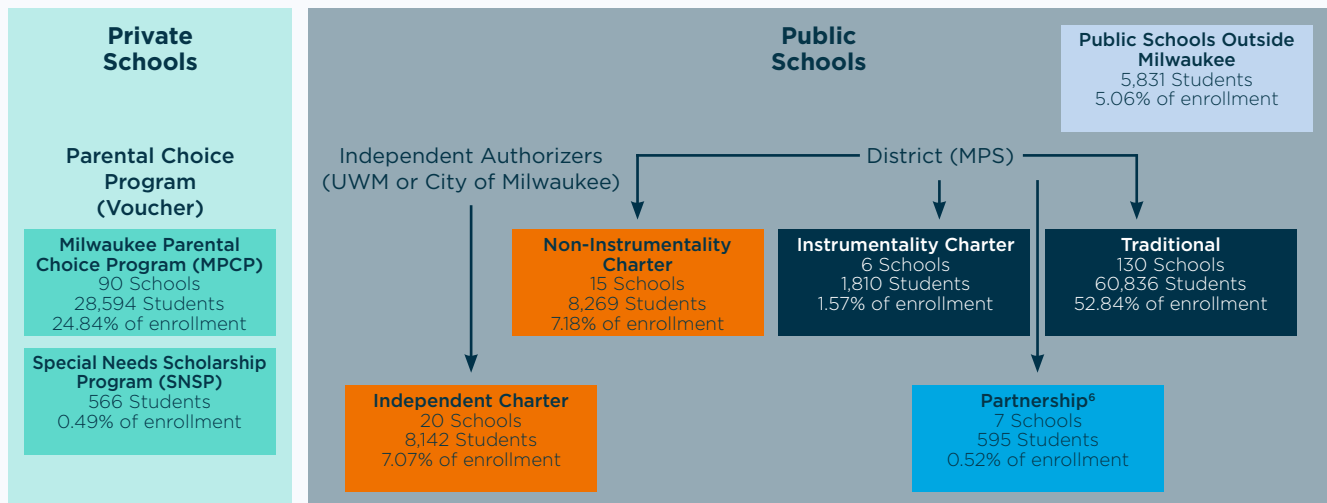 Private
Schools
Parental Choice
Program
(Voucher)
Milwaukee Parental
Choice Program (MPCP)
90 Schools
28,594 Students
24.84% of enrollment
Special Needs Scholarship
Program (SNSP)
566 Students
0.49% of enrollment
Public
Schools
Public Schools Outside
Milwaukee
5,831 Students
5.06% of enrollment
Independent Authorizers
(UWM or City of Milwaukee)
District (MPS)
Non-Instrumentality
Charter
15 Schools
8,269 Students
7.18% of enrollment
Instrumentality Charter
6 Schools
1,810 Students
1.57% of enrollment
Traditional
130 Schools
60,836 Students
52.84% of enrollment
Independent Charter
20 Schools
8,142 Students
7.07% of enrollment
Partnership⁶
7 Schools
595 Students
0.52% of enrollment